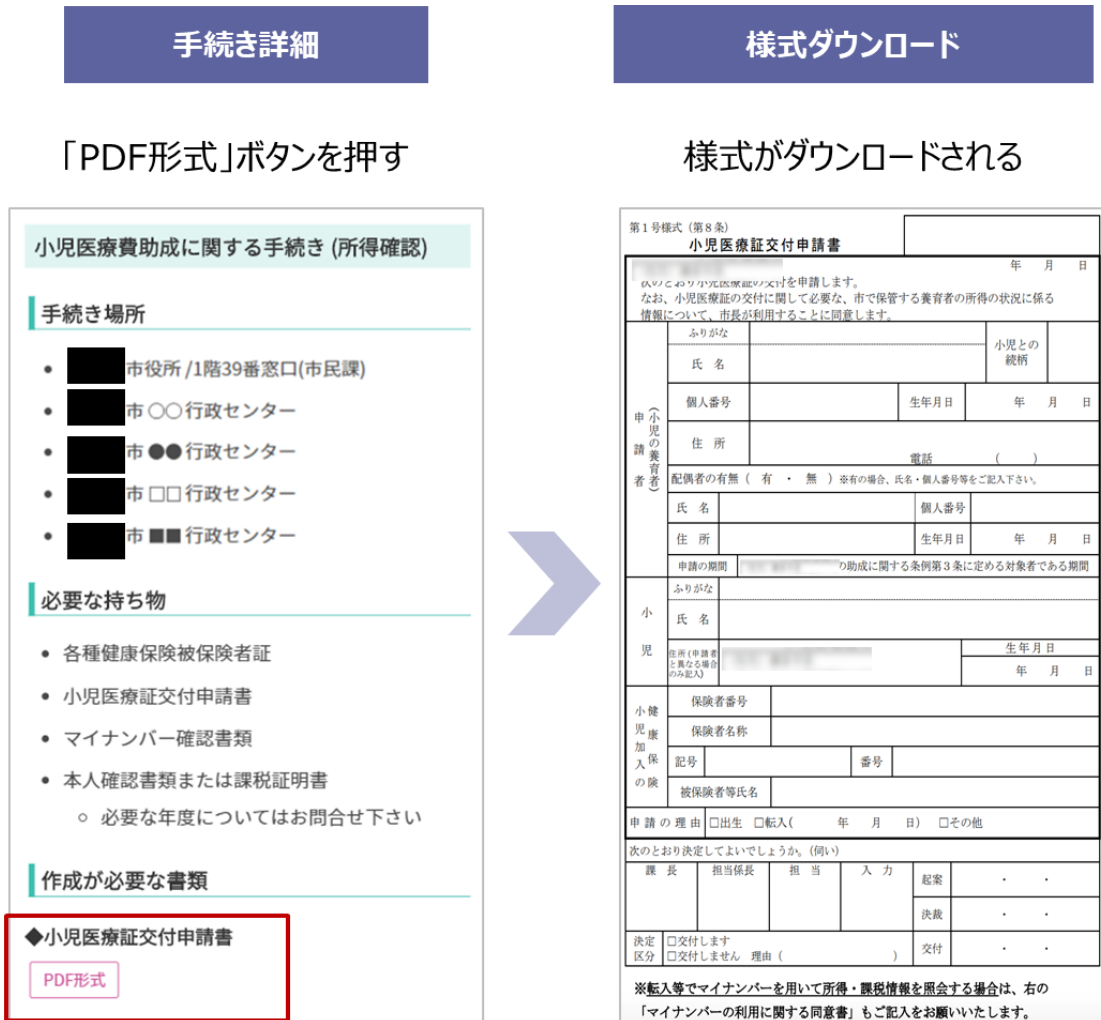 手続き詳細
「PDF形式」ボタンを押す
小児医療費助成に関する手続き (所得確認)
手続き場所
• 市役所 /1階39番窓口(市民課)
• 市 ○○ 行政センター
• 市 ●● 行政センター
• 市 □□ 行政センター
• 市 ■■ 行政センター
必要な持ち物
• 各種健康保険被保険者証
• 小児医療証交付申請書
• マイナンバー確認書類
• 本人確認書類または課税証明書
○ 必要な年度についてはお問合せ下さい
作成が必要な書類
◆小児医療証交付申請書
PDF形式
様式ダウンロード
様式がダウンロードされる
第1号様式 (第8条)
小児医療証交付申請書
年 月 日
次のとおり小児医療証の交付を申請します。
なお、小児医療証の交付に関して必要な、市で保管する養育者の所得の状況に係る
情報について、市長が利用することに同意します。
申請者
(小児の養育者)
ふりがな
氏 名
小児との
続柄
個人番号
生年月日
年 月 日
住 所
電話 ( )
配偶者の有無 ( 有 ・ 無 ) ※有の場合、氏名・個人番号等をご記入下さい。
氏 名
個人番号
住 所
生年月日
年 月 日
申請の期間
の助成に関する条例第3条に定める対象者である期間
小児
ふりがな
氏 名
住所 (申請者
と異なる場合
のみ記入)
生年月日
年 月 日
小児加入の
健康保険
保険者番号
保険者名称
記号
番号
被保険者等氏名
申請の理由 □出生 □転入( 年 月 日) □その他
次のとおり決定してよいでしょうか。(伺い)
課 長 担当係長 担 当 入 力
起案 ・ ・
決裁 ・ ・
決定
区分
□交付します
□交付しません 理由 ( )
交付 ・ ・
※転入等でマイナンバーを用いて所得・課税情報を照会する場合は、右の
「マイナンバーの利用に関する同意書」もご記入をお願いいたします。